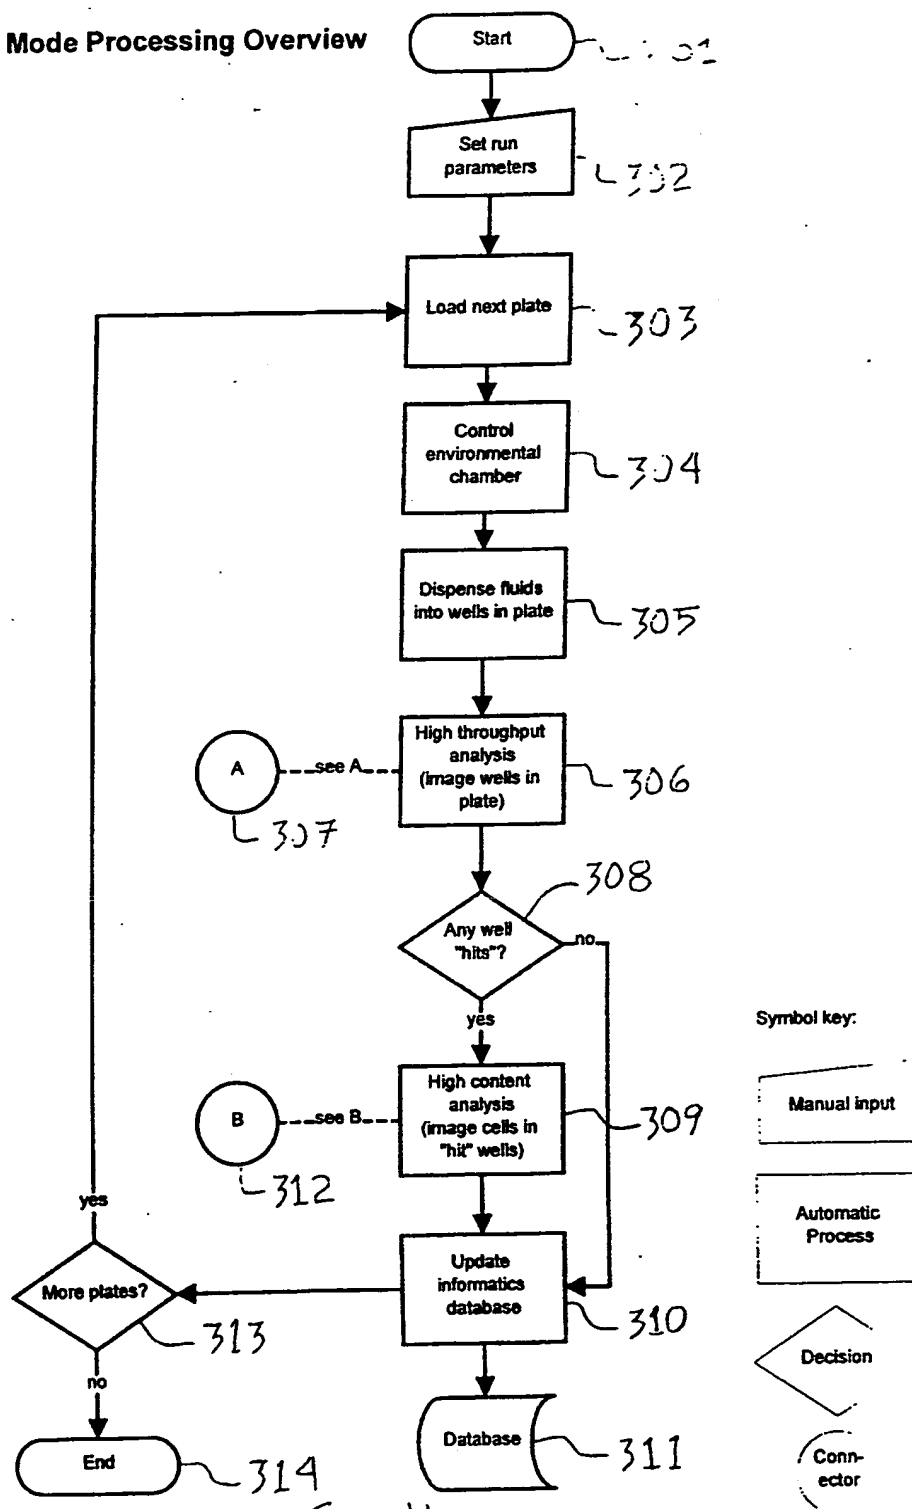 Mode Processing Overview
Start
Set run
parameters
302
Load next plate
303
Control
environmental
chamber
304
Dispense fluids
into wells in plate
305
High throughput
analysis
(image wells in
plate)
306
A
see A
307
308
Any well
"hits"?
no
yes
High content
analysis
(image cells in
"hit" wells)
309
B
see B
312
Update
informatics
database
310
yes
More plates?
313
no
End
314
Database
311
Symbol key:
Manual input
Automatic
Process
Decision
Conn-
ector